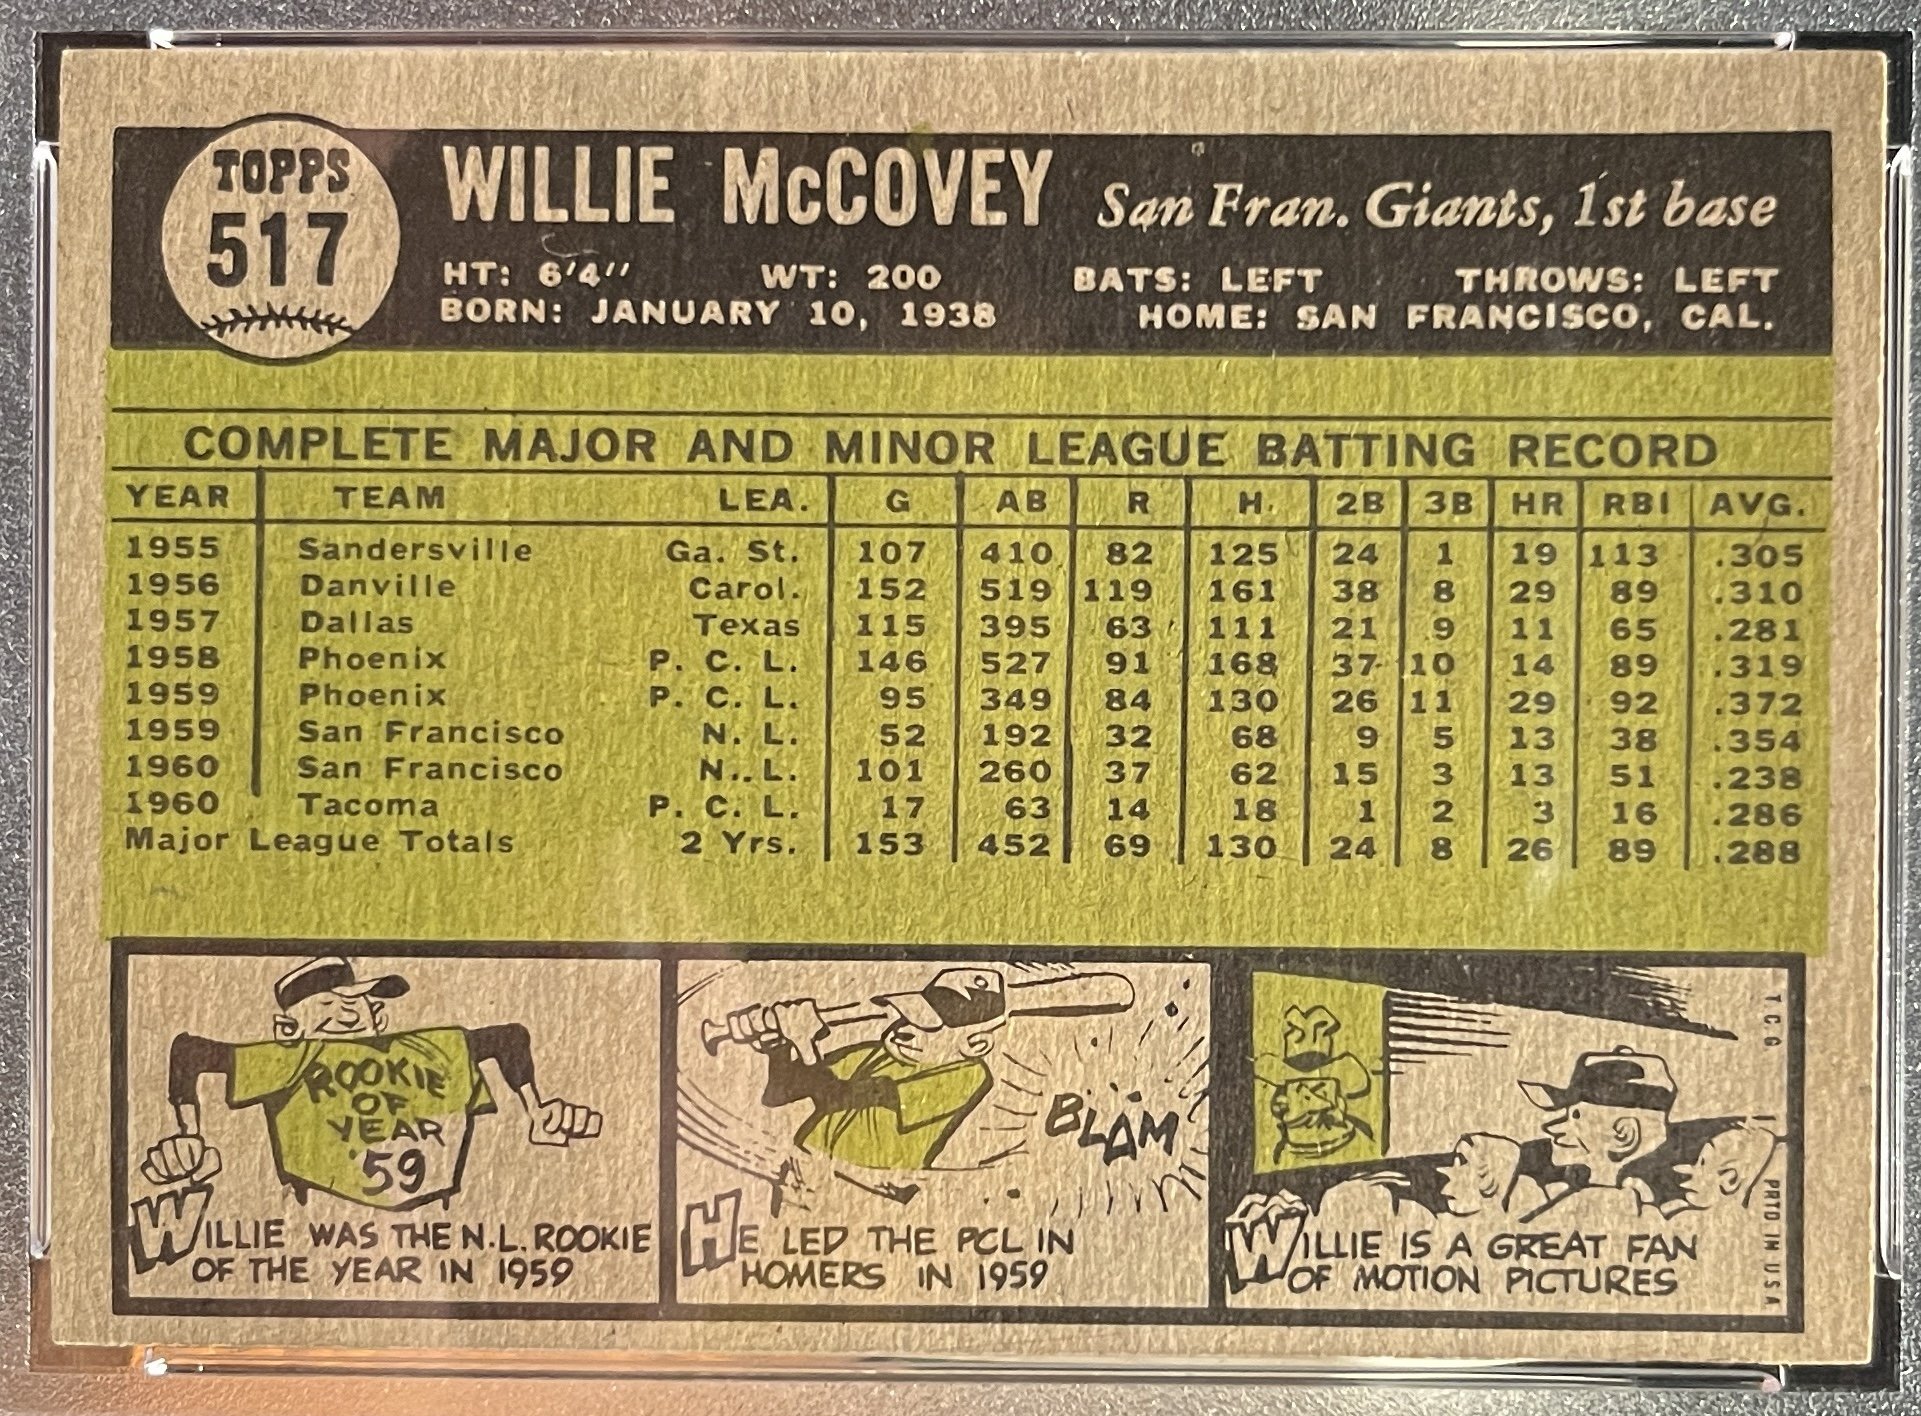 TOPPS
517
WILLIE McCOVEY San Fran. Giants, 1st base
HT: 6'4" WT: 200 BATS: LEFT THROWS: LEFT
BORN: JANUARY 10, 1938 HOME: SAN FRANCISCO, CAL.
COMPLETE MAJOR AND MINOR LEAGUE BATTING RECORD
YEAR TEAM LEA. G AB R H. 2B 3B HR RBI AVG.
1955 Sandersville Ga. St. 107 410 82 125 24 1 19 113 .305
1956 Danville Carol. 152 519 119 161 38 8 29 89 .310
1957 Dallas Texas 115 395 63 111 21 9 11 65 .281
1958 Phoenix P. C. L. 146 527 91 168 37 10 14 89 .319
1959 Phoenix P. C. L. 95 349 84 130 26 11 29 92 .372
1959 San Francisco N. L. 52 192 32 68 9 5 13 38 .354
1960 San Francisco N.. L. 101 260 37 62 15 3 13 51 .238
1960 Tacoma P. C. L. 17 63 14 18 1 2 3 16 .286
Major League Totals 2 Yrs. 153 452 69 130 24 8 26 89 .288
ROOKIE
OF
YEAR
'59
WILLIE WAS THE N.L. ROOKIE
OF THE YEAR IN 1959
BLAM
HE LED THE PCL IN
HOMERS IN 1959
WILLIE IS A GREAT FAN
OF MOTION PICTURES
T.C.G. PRTD IN U.S.A.